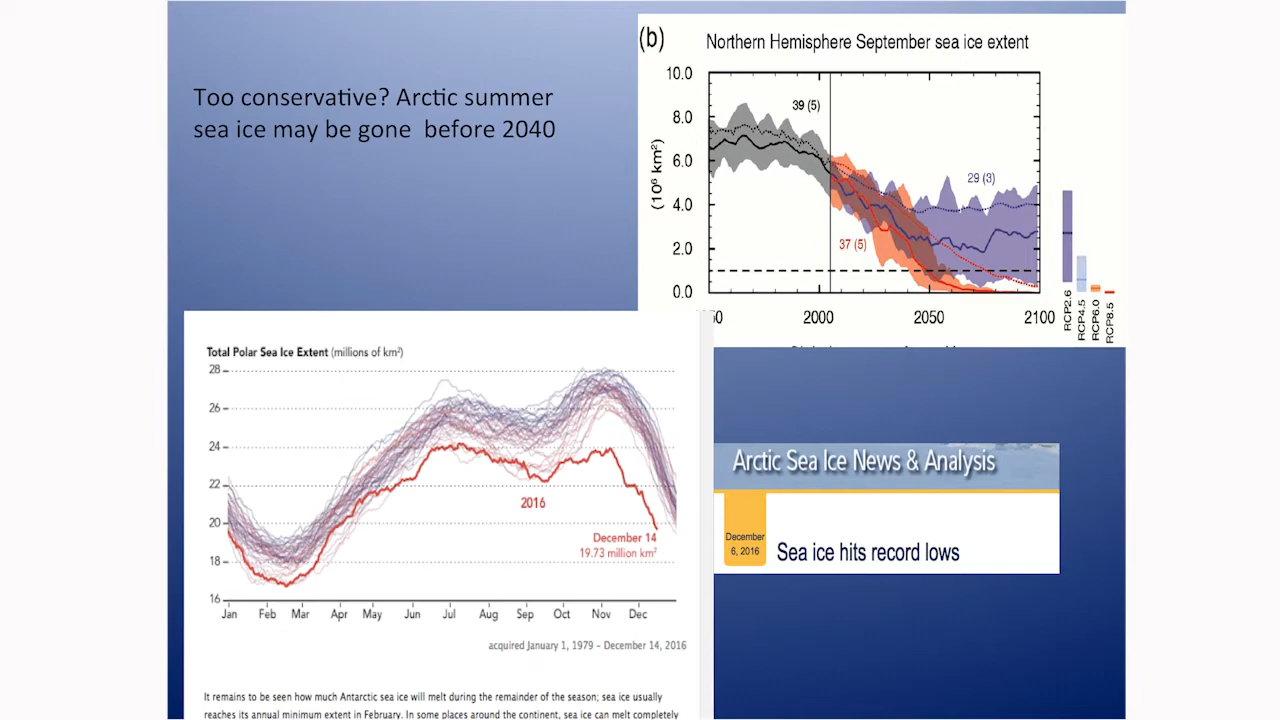 Too conservative? Arctic summer
sea ice may be gone before 2040
(b)
Northern Hemisphere September sea ice extent
(10⁶ km²)
10.0
8.0
6.0
4.0
2.0
0.0
39 (5)
29 (3)
37 (5)
50
2000
2050
2100
RCP2.6
RCP4.5
RCP6.0
RCP8.5
Total Polar Sea Ice Extent (millions of km²)
28
26
24
22
20
18
16
2016
December 14
19.73 million km²
Jan Feb Mar Apr May Jun Jul Aug Sep Oct Nov Dec
acquired January 1, 1979 – December 14, 2016
It remains to be seen how much Antarctic sea ice will melt during the remainder of the season; sea ice usually
reaches its annual minimum extent in February. In some places around the continent, sea ice can melt completely
Arctic Sea Ice News & Analysis
December
6, 2016
Sea ice hits record lows